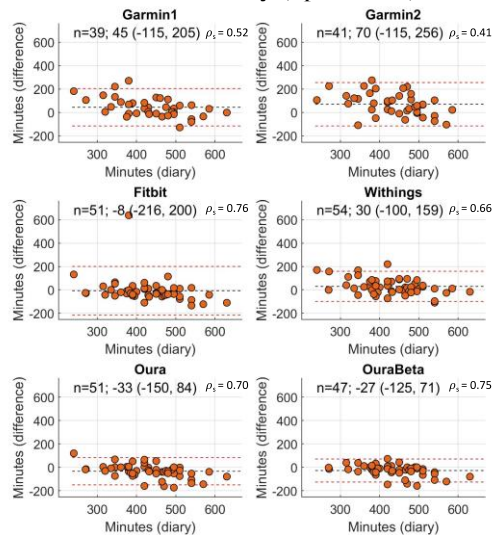 Garmin1
n=39; 45 (-115, 205) ρs=0.52
Minutes (difference)
600
400
200
0
-200
300 400 500 600
Minutes (diary)
Garmin2
n=41; 70 (-115, 256) ρs=0.41
Minutes (difference)
600
400
200
0
-200
300 400 500 600
Minutes (diary)
Fitbit
n=51; -8 (-216, 200) ρs=0.76
Minutes (difference)
600
400
200
0
-200
300 400 500 600
Minutes (diary)
Withings
n=54; 30 (-100, 159) ρs=0.66
Minutes (difference)
600
400
200
0
-200
300 400 500 600
Minutes (diary)
Oura
n=51; -33 (-150, 84) ρs=0.70
Minutes (difference)
600
400
200
0
-200
300 400 500 600
Minutes (diary)
OuraBeta
n=47; -27 (-125, 71) ρs=0.75
Minutes (difference)
600
400
200
0
-200
300 400 500 600
Minutes (diary)